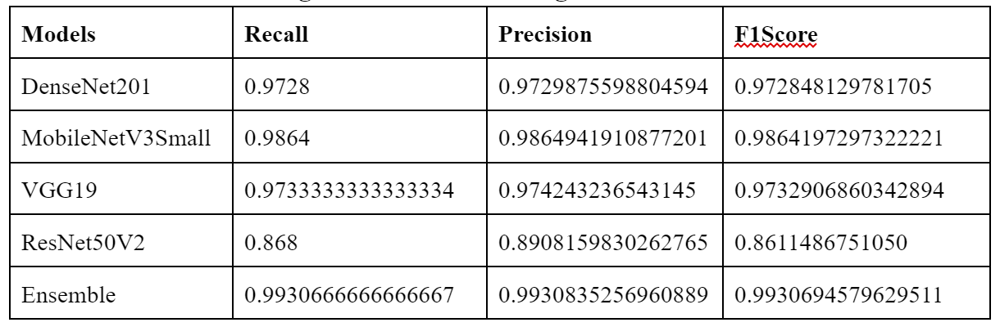 Models Recall Precision F1Score
DenseNet201 0.9728 0.9729875598804594 0.972848129781705
MobileNetV3Small 0.9864 0.9864941910877201 0.9864197297322221
VGG19 0.9733333333333334 0.974243236543145 0.9732906860342894
ResNet50V2 0.868 0.8908159830262765 0.8611486751050
Ensemble 0.9930666666666667 0.9930835256960889 0.9930694579629511